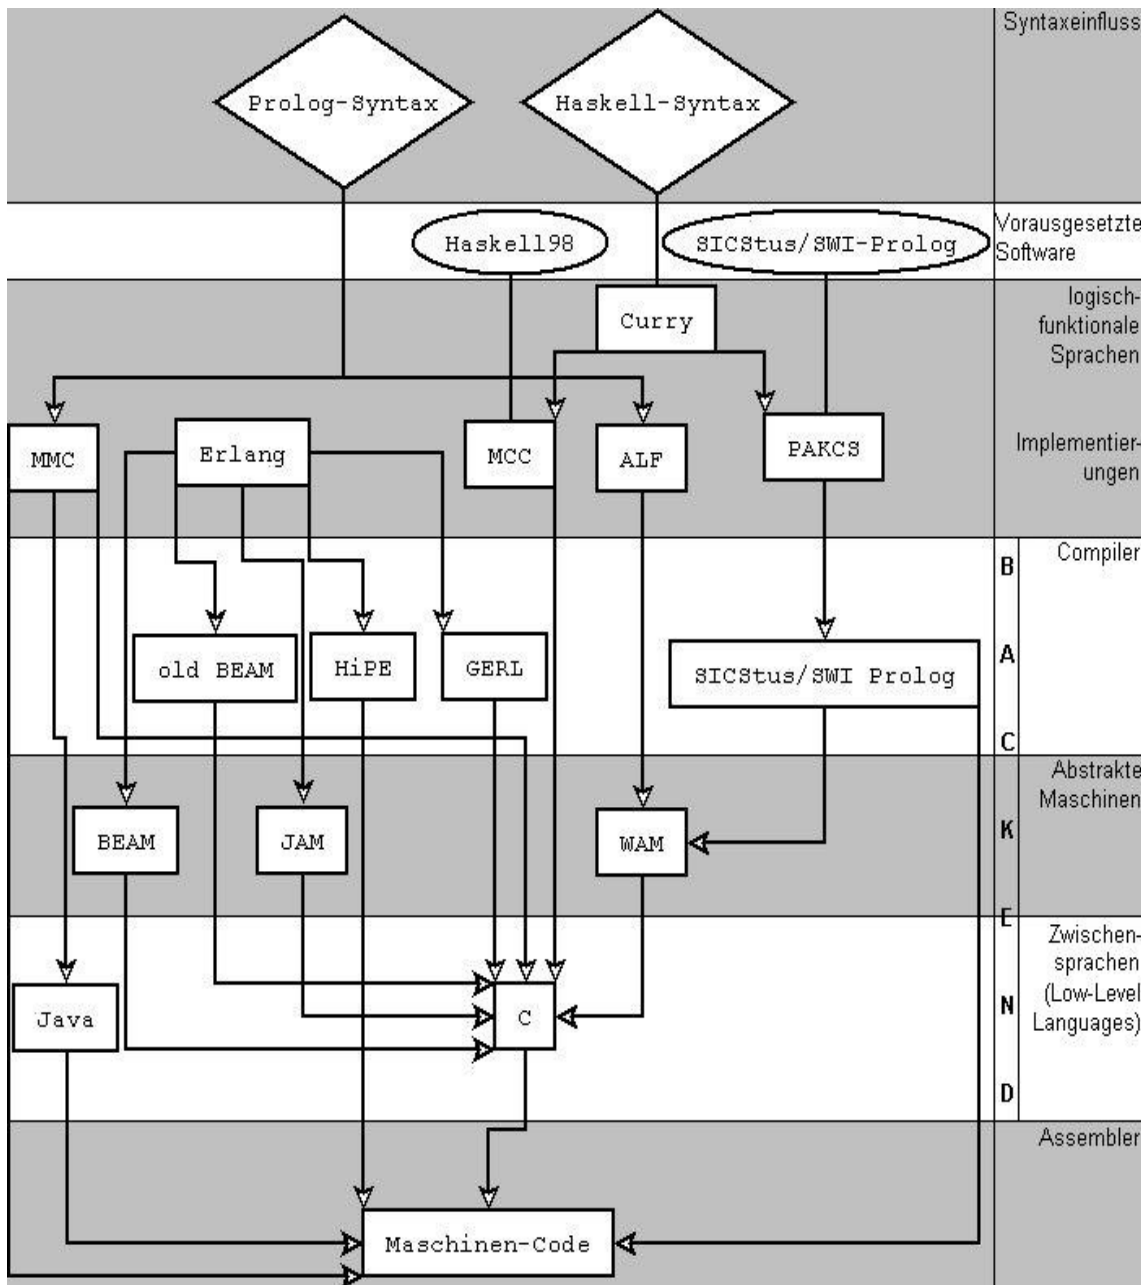 Syntaxeinfluss
Prolog-Syntax
Haskell-Syntax
Haskell98
SICStus/SWI-Prolog
Vorausgesetzte
Software
Curry
logisch-
funktionale
Sprachen
MMC
Erlang
MCC
ALF
PAKCS
Implementier-
ungen
B
A
C
K
E
N
D
Compiler
old BEAM
HiPE
GERL
SICStus/SWI Prolog
Abstrakte
Maschinen
BEAM
JAM
WAM
Zwischen-
sprachen
(Low-Level
Languages)
Java
C
Assembler
Maschinen-Code